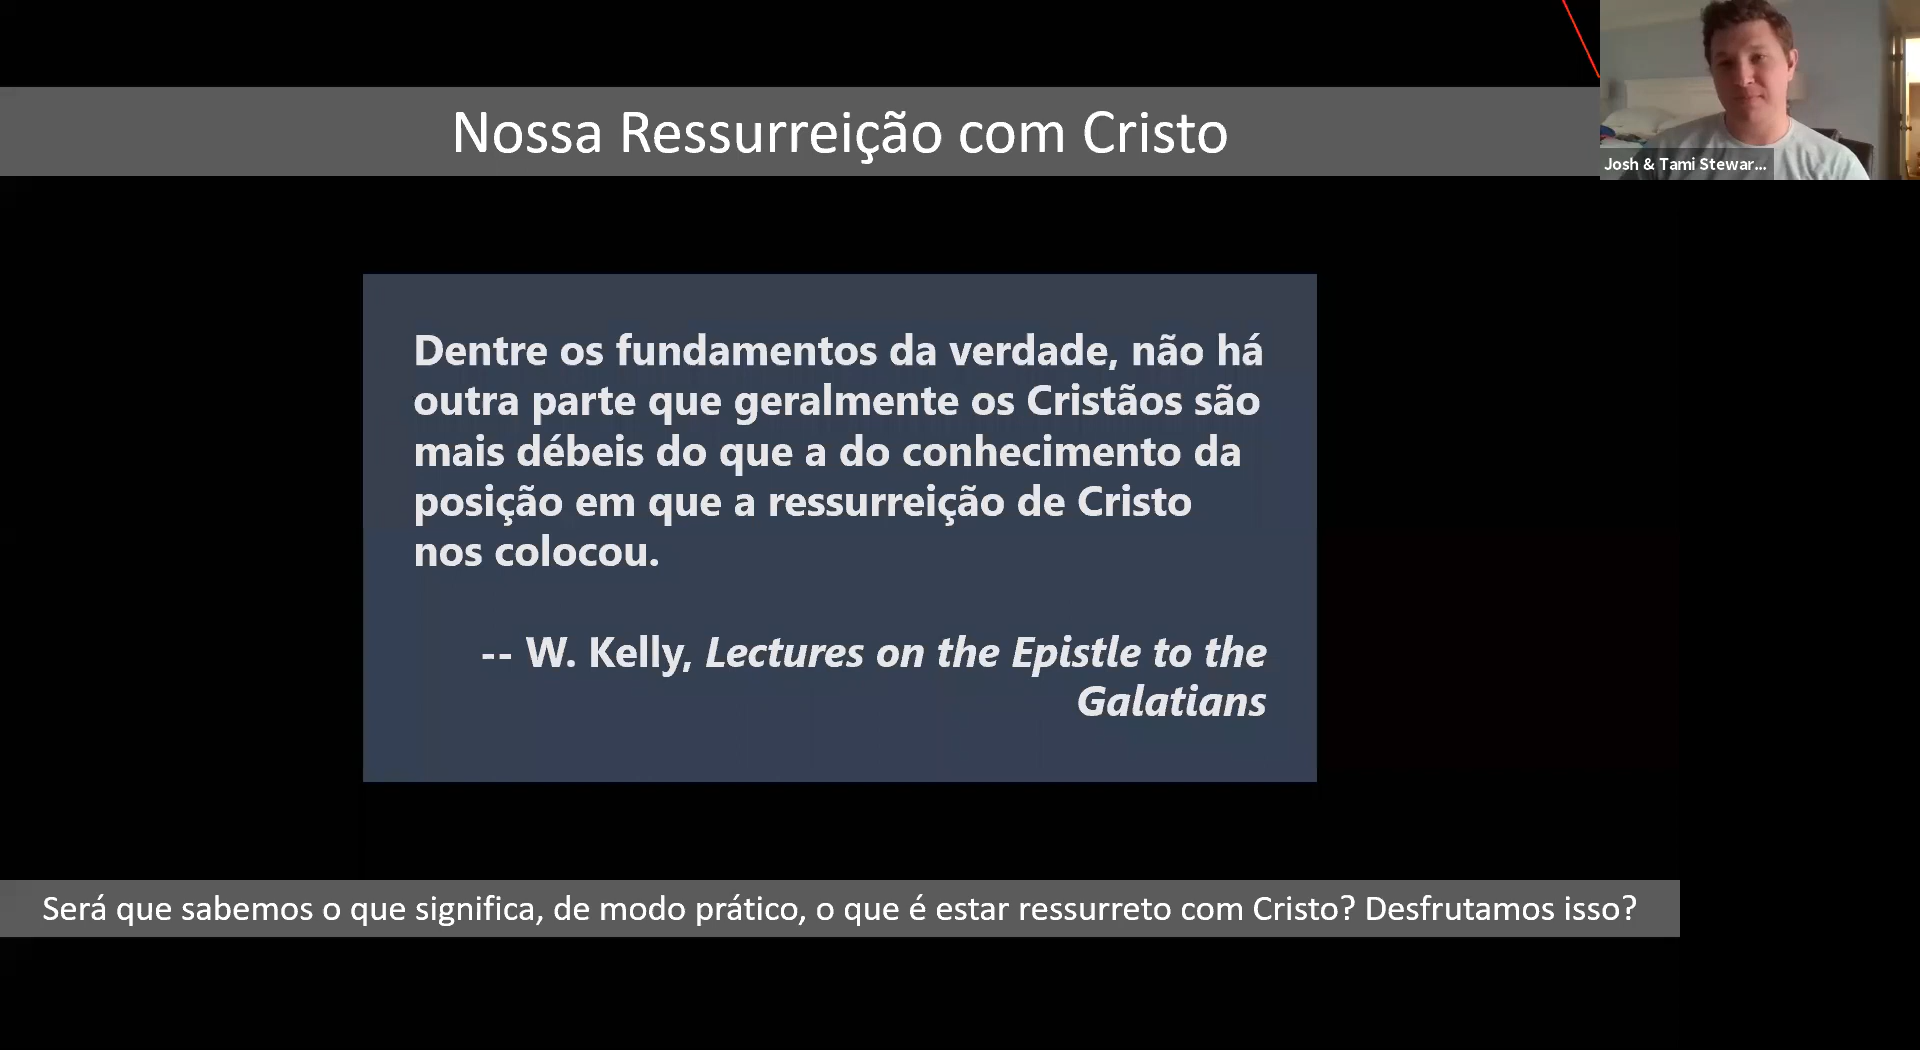 Nossa Ressurreição com Cristo
Josh & Tami Stewar...
Dentre os fundamentos da verdade, não há
outra parte que geralmente os Cristãos são
mais débeis do que a do conhecimento da
posição em que a ressurreição de Cristo
nos colocou.
-- W. Kelly, Lectures on the Epistle to the
Galatians
Será que sabemos o que significa, de modo prático, o que é estar ressurreto com Cristo? Desfrutamos isso?